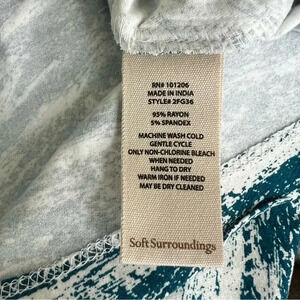 RN# 101206
MADE IN INDIA
STYLE# 2FG36
95% RAYON
5% SPANDEX
MACHINE WASH COLD
GENTLE CYCLE
ONLY NON-CHLORINE BLEACH
WHEN NEEDED
HANG TO DRY
WARM IRON IF NEEDED
MAY BE DRY CLEANED
Soft Surroundings